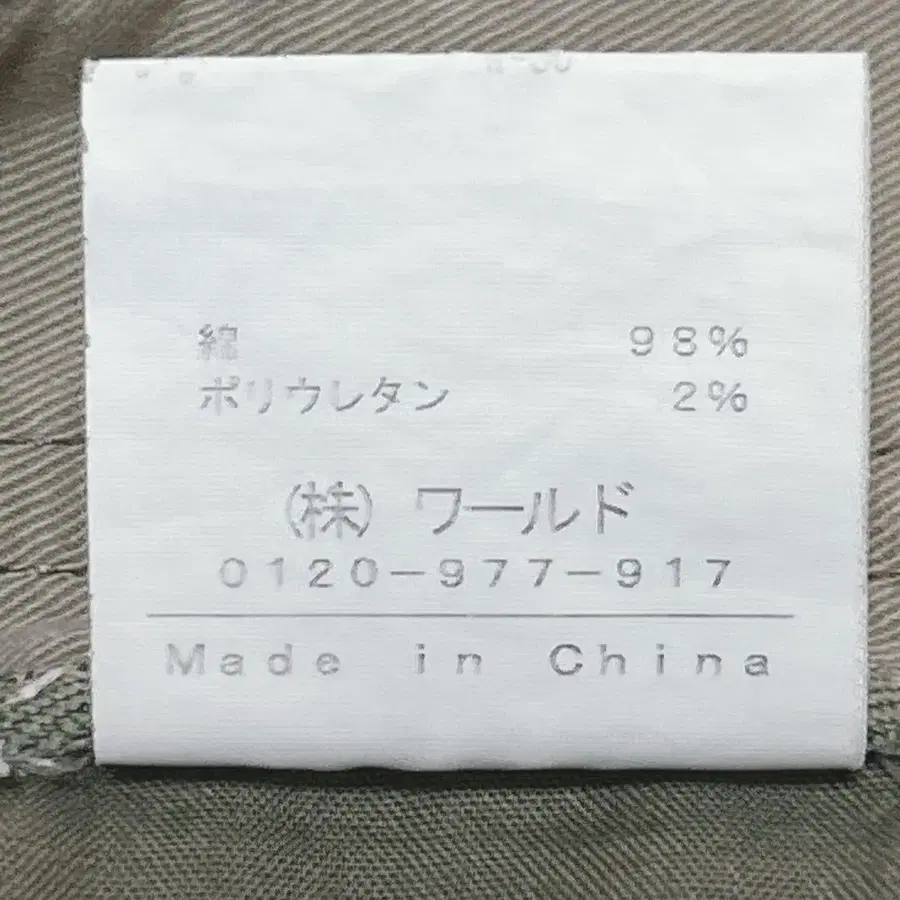 綿 98%
ポリウレタン 2%
(株) ワールド
0120-977-917
Made in China